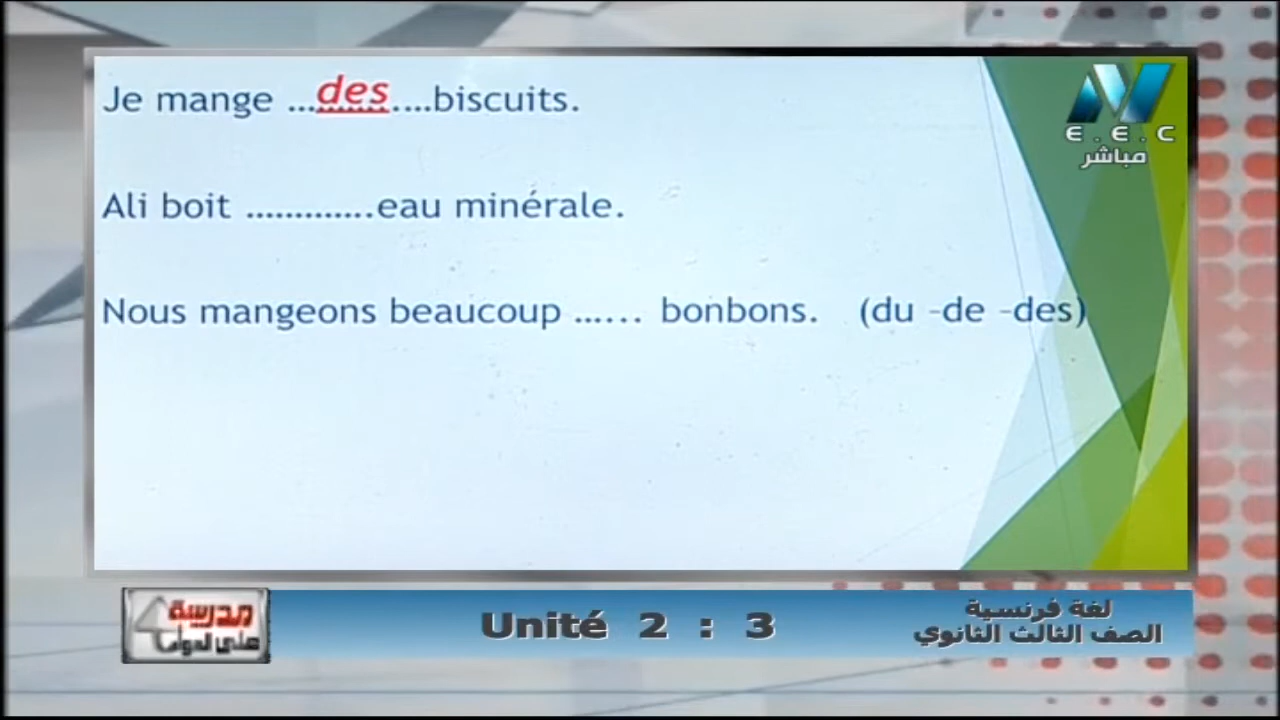 Je mange ...des....biscuits.
E.E.C
مباشر
Ali boit .............eau minérale.
Nous mangeons beaucoup ...... bonbons. (du -de -des)
مدرسة
على الهواء
Unité 2 : 3
لغة فرنسية
الصف الثالث الثانوي